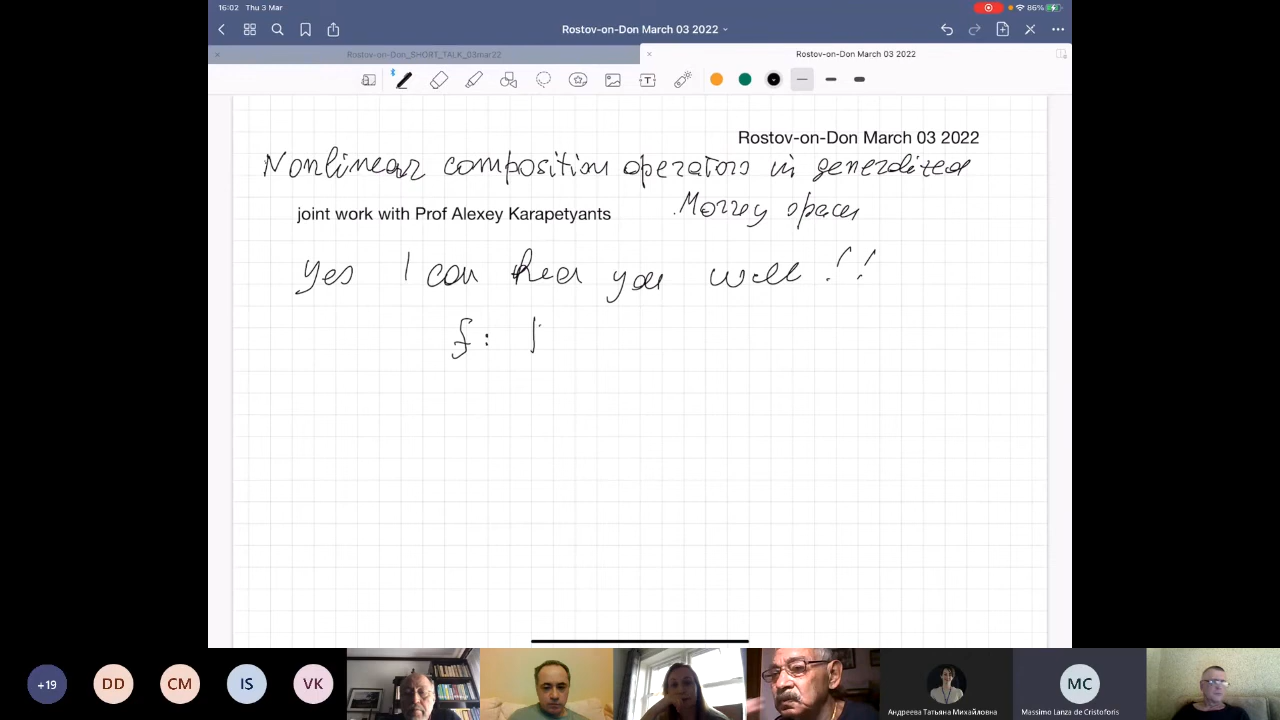 16:02 Thu 3 Mar
86%
Rostov-on-Don March 03 2022
Rostov-on-Don_SHORT_TALK_03mar22
Rostov-on-Don March 03 2022
Rostov-on-Don March 03 2022
Nonlinear composition operators in generalized
Morrey spaces
joint work with Prof Alexey Karapetyants
Yes I can hear you well !!
f:
+19
DD
CM
IS
VK
MC
Андреева Татьяна Михайловна
Massimo Lanza de Cristoforis